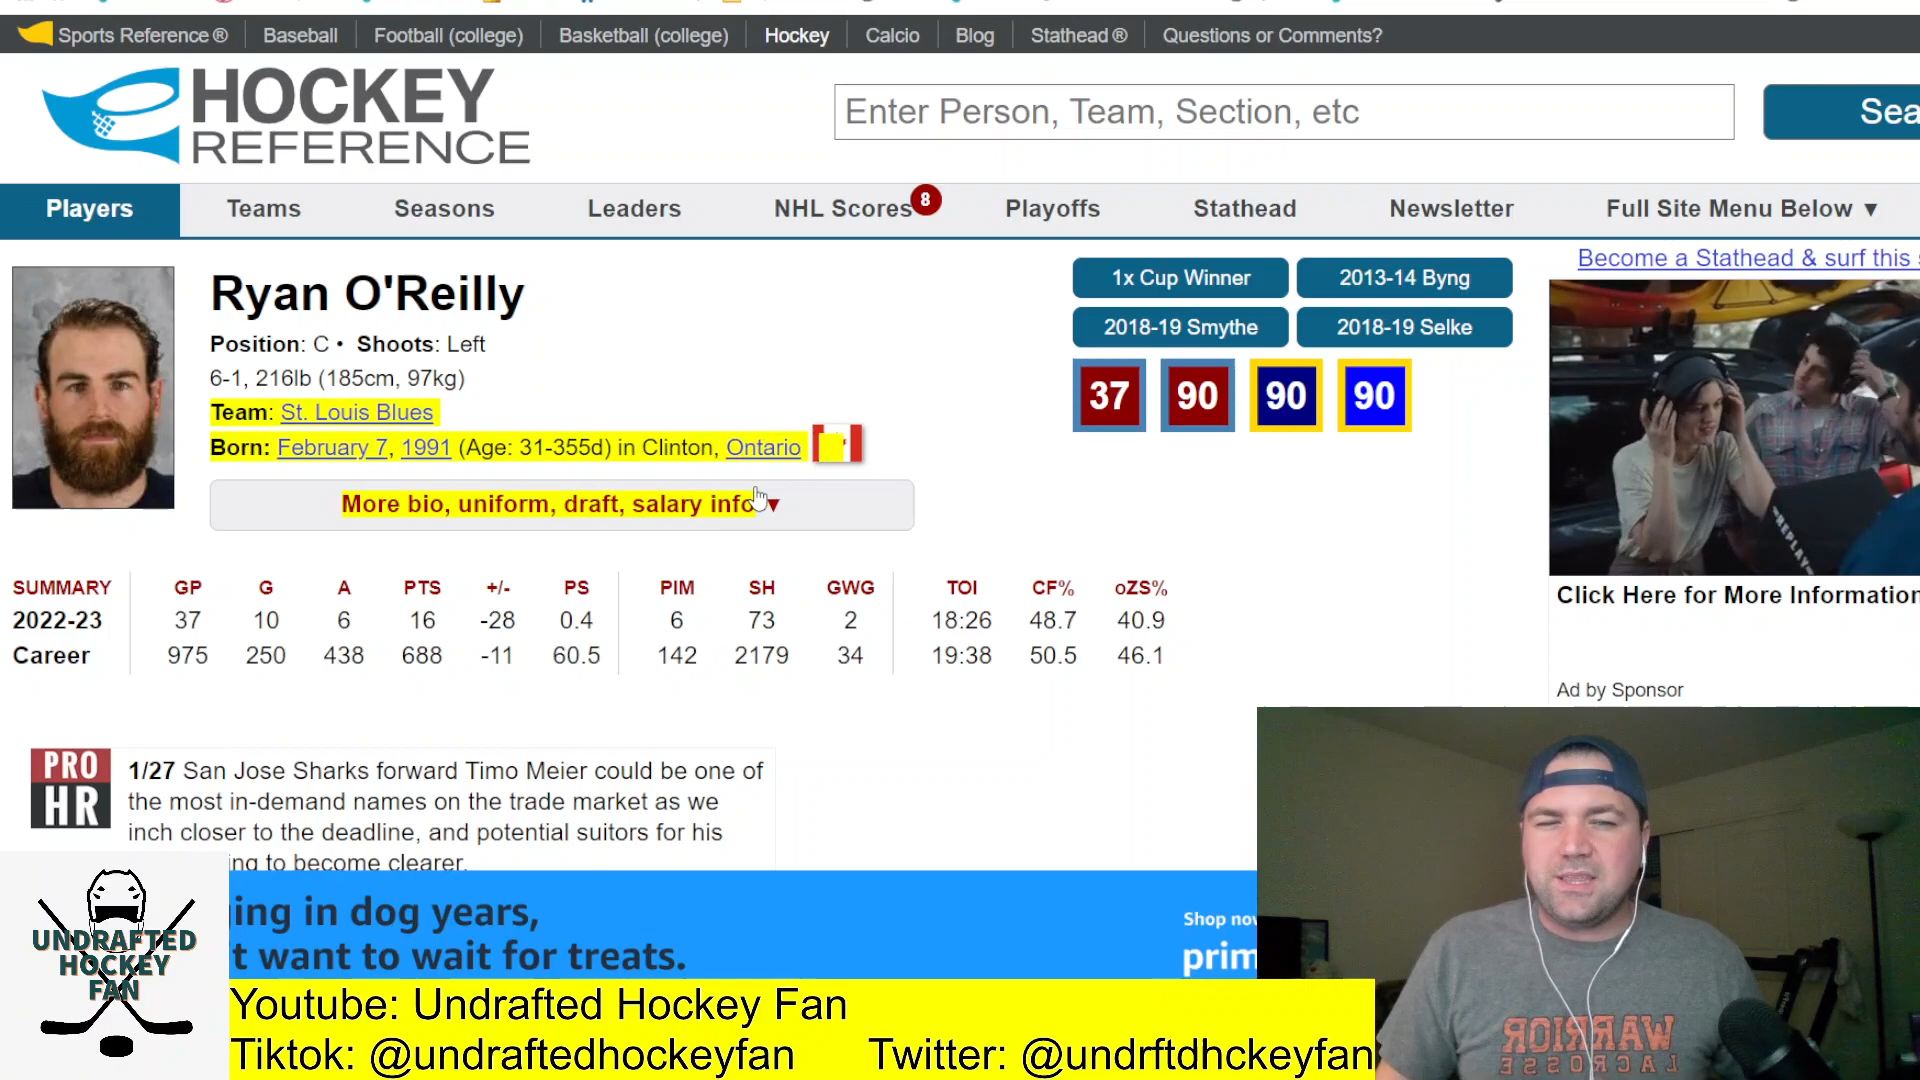 Sports Reference ® Baseball Football (college) Basketball (college) Hockey Calcio Blog Stathead ® Questions or Comments?
HOCKEY
REFERENCE
Enter Person, Team, Section, etc
Players Teams Seasons Leaders NHL Scores 8 Playoffs Stathead Newsletter Full Site Menu Below ▼
Become a Stathead & surf this
Ryan O'Reilly
Position: C • Shoots: Left
6-1, 216lb (185cm, 97kg)
Team: St. Louis Blues
Born: February 7, 1991 (Age: 31-355d) in Clinton, Ontario
More bio, uniform, draft, salary info ▼
1x Cup Winner 2013-14 Byng
2018-19 Smythe 2018-19 Selke
37 90 90 90
REPLAY
Click Here for More Information
Ad by Sponsor
SUMMARY GP G A PTS +/- PS PIM SH GWG TOI CF% oZS%
2022-23 37 10 6 16 -28 0.4 6 73 2 18:26 48.7 40.9
Career 975 250 438 688 -11 60.5 142 2179 34 19:38 50.5 46.1
PRO
HR
1/27 San Jose Sharks forward Timo Meier could be one of
the most in-demand names on the trade market as we
inch closer to the deadline, and potential suitors for his
to become clearer.
in dog years,
want to wait for treats.
Shop
UNDRAFTED
HOCKEY
FAN
Youtube: Undrafted Hockey Fan
Tiktok: @undraftedhockeyfan Twitter: @undrftdhckeyfan
WARRIOR
LACROSSE